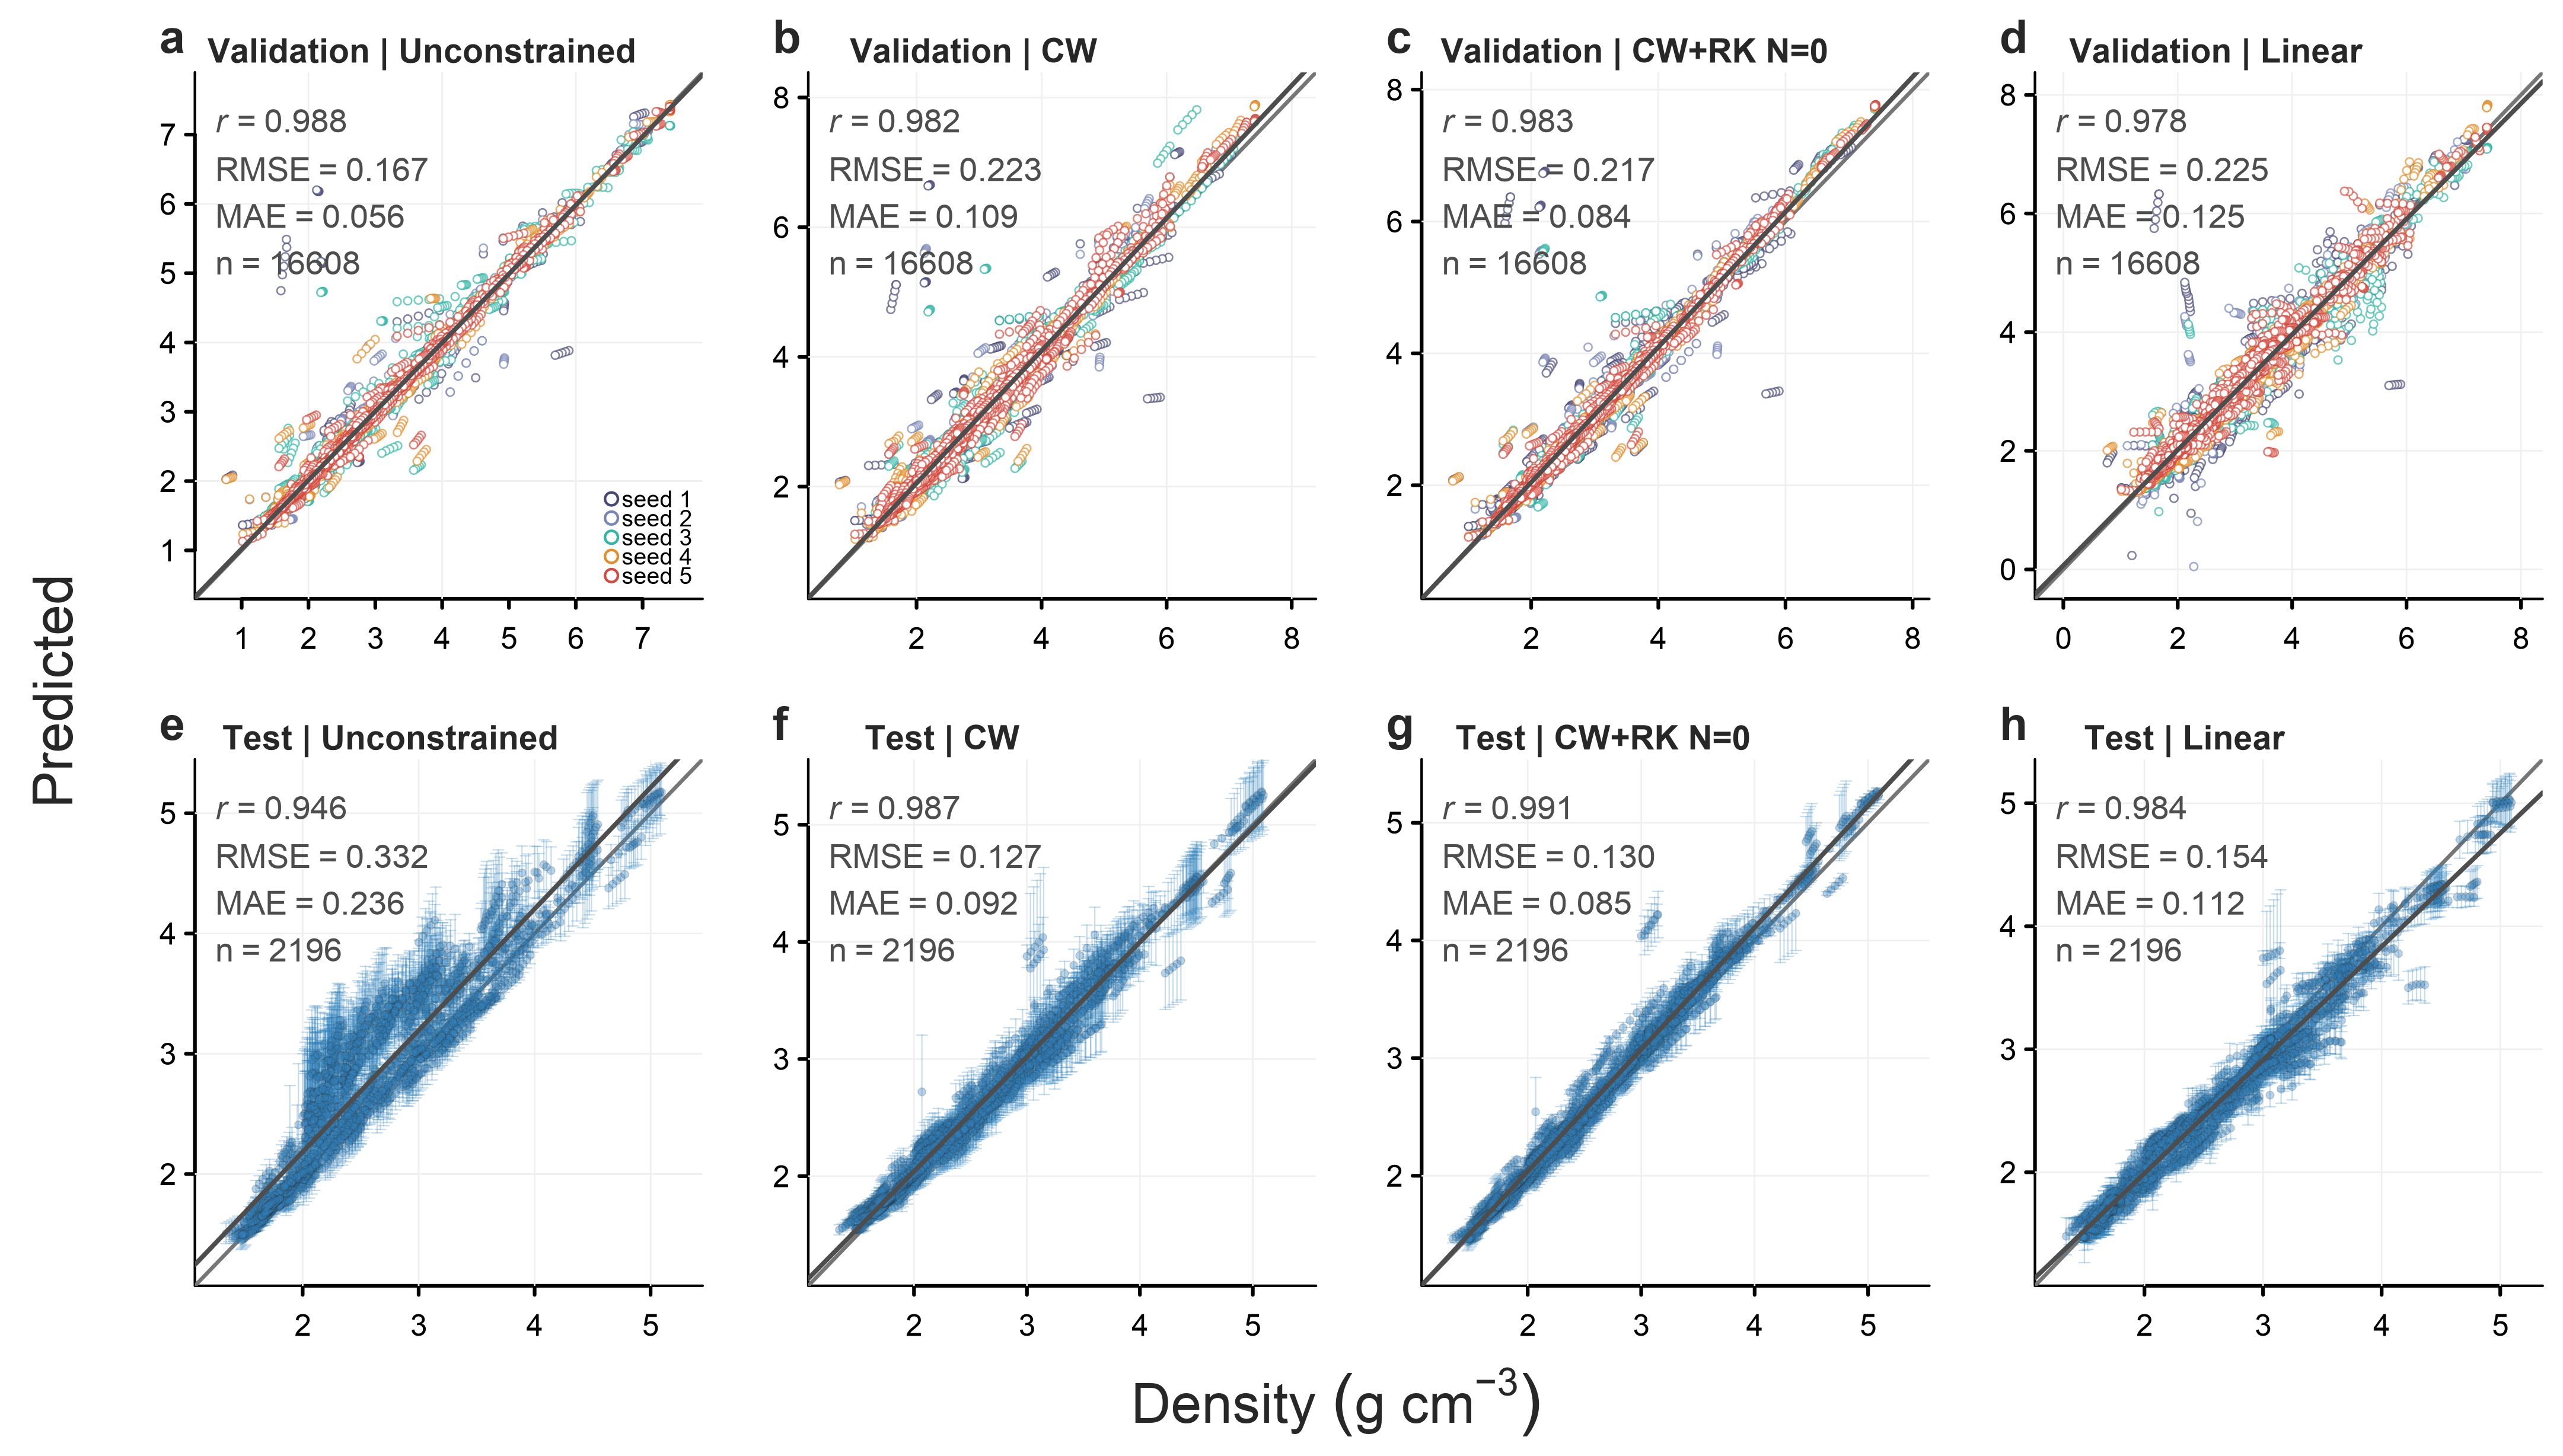 a Validation | Unconstrained
r = 0.988
RMSE = 0.167
MAE = 0.056
n = 16608
7
6
5
4
3
2
1
seed 1
seed 2
seed 3
seed 4
seed 5
1 2 3 4 5 6 7
b Validation | CW
r = 0.982
RMSE = 0.223
MAE = 0.109
n = 16608
8
6
4
2
2 4 6 8
c Validation | CW+RK N=0
r = 0.983
RMSE = 0.217
MAE = 0.084
n = 16608
8
6
4
2
2 4 6 8
d Validation | Linear
r = 0.978
RMSE = 0.225
MAE = 0.125
n = 16608
8
6
4
2
0
0 2 4 6 8
Predicted
e Test | Unconstrained
r = 0.946
RMSE = 0.332
MAE = 0.236
n = 2196
5
4
3
2
2 3 4 5
f Test | CW
r = 0.987
RMSE = 0.127
MAE = 0.092
n = 2196
5
4
3
2
2 3 4 5
g Test | CW+RK N=0
r = 0.991
RMSE = 0.130
MAE = 0.085
n = 2196
5
4
3
2
2 3 4 5
h Test | Linear
r = 0.984
RMSE = 0.154
MAE = 0.112
n = 2196
5
4
3
2
2 3 4 5
Density (g cm⁻³)